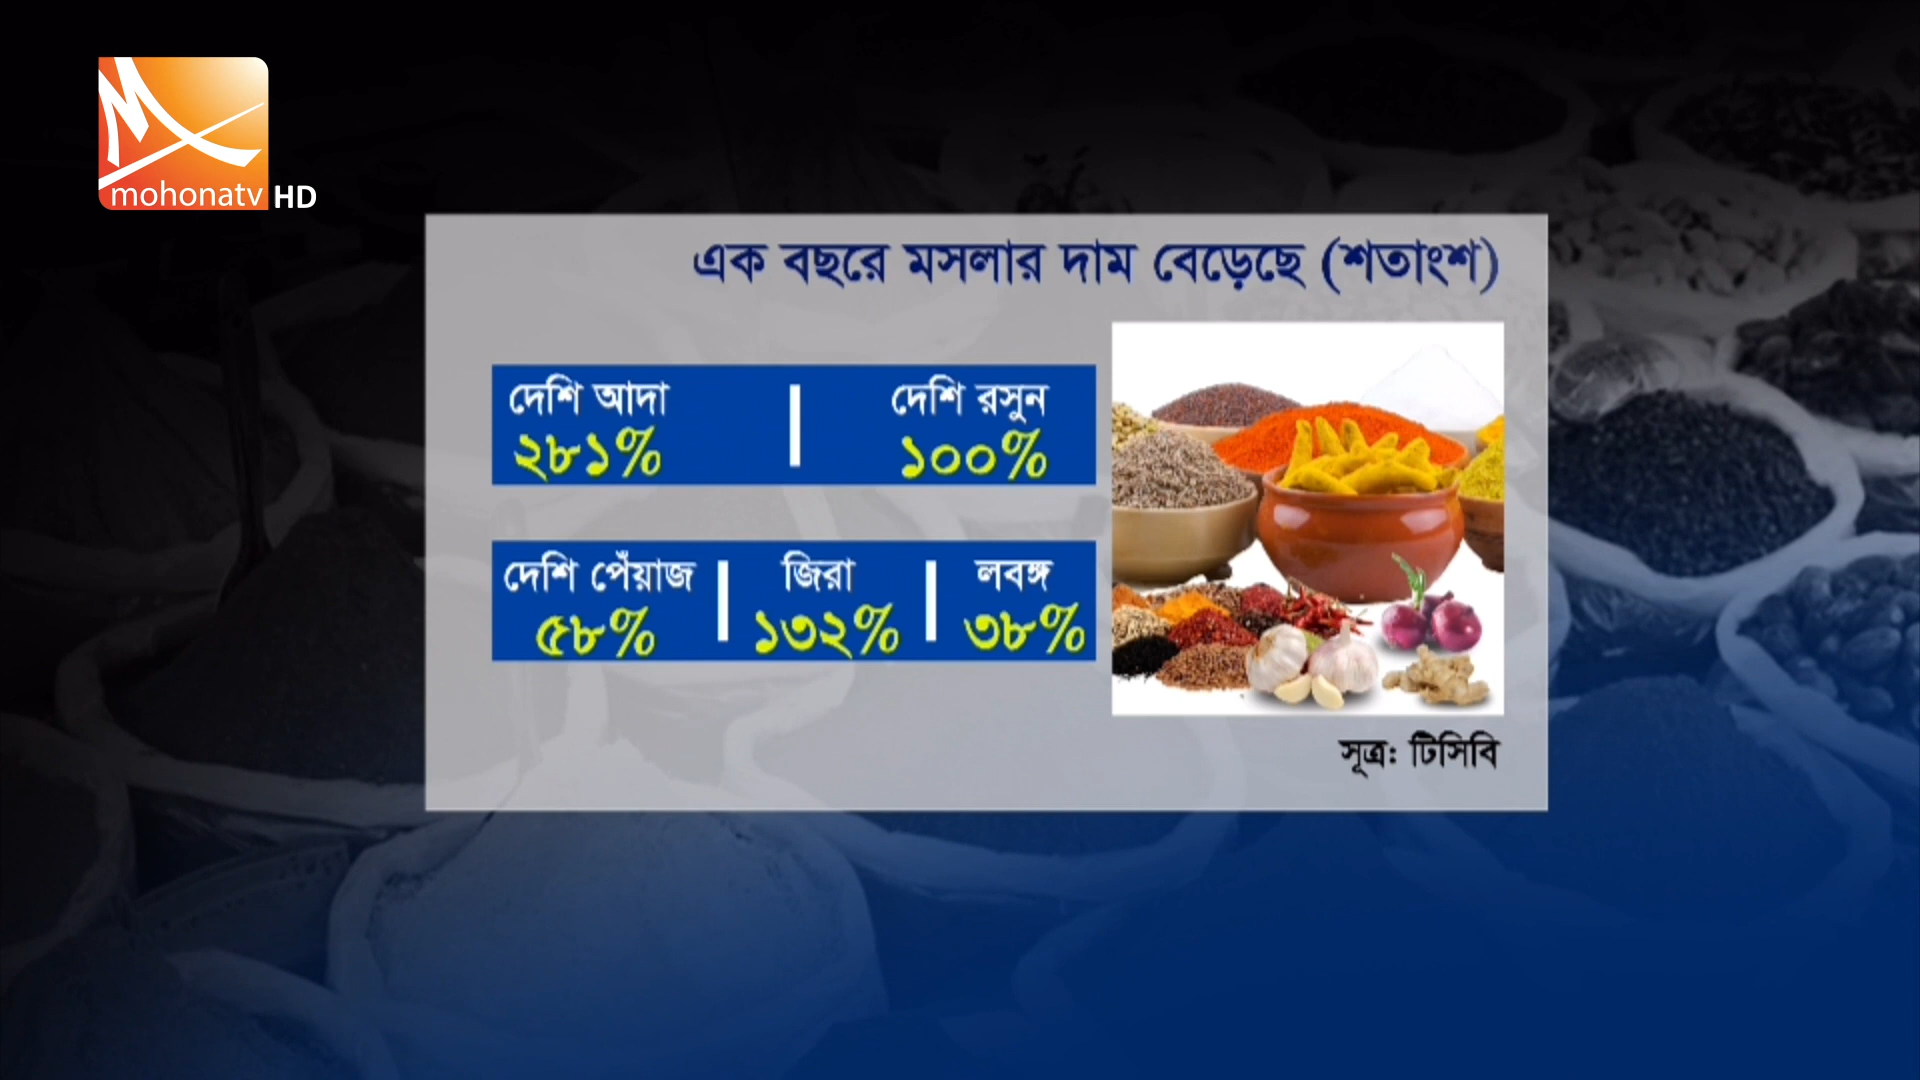 mohonatv HD
এক বছরে মসলার দাম বেড়েছে (শতাংশ)
দেশি আদা
২৮১%
দেশি রসুন
১০০%
দেশি পেঁয়াজ
৫৮%
জিরা
১৩২%
লবঙ্গ
৩৮%
সূত্র: টিসিবি